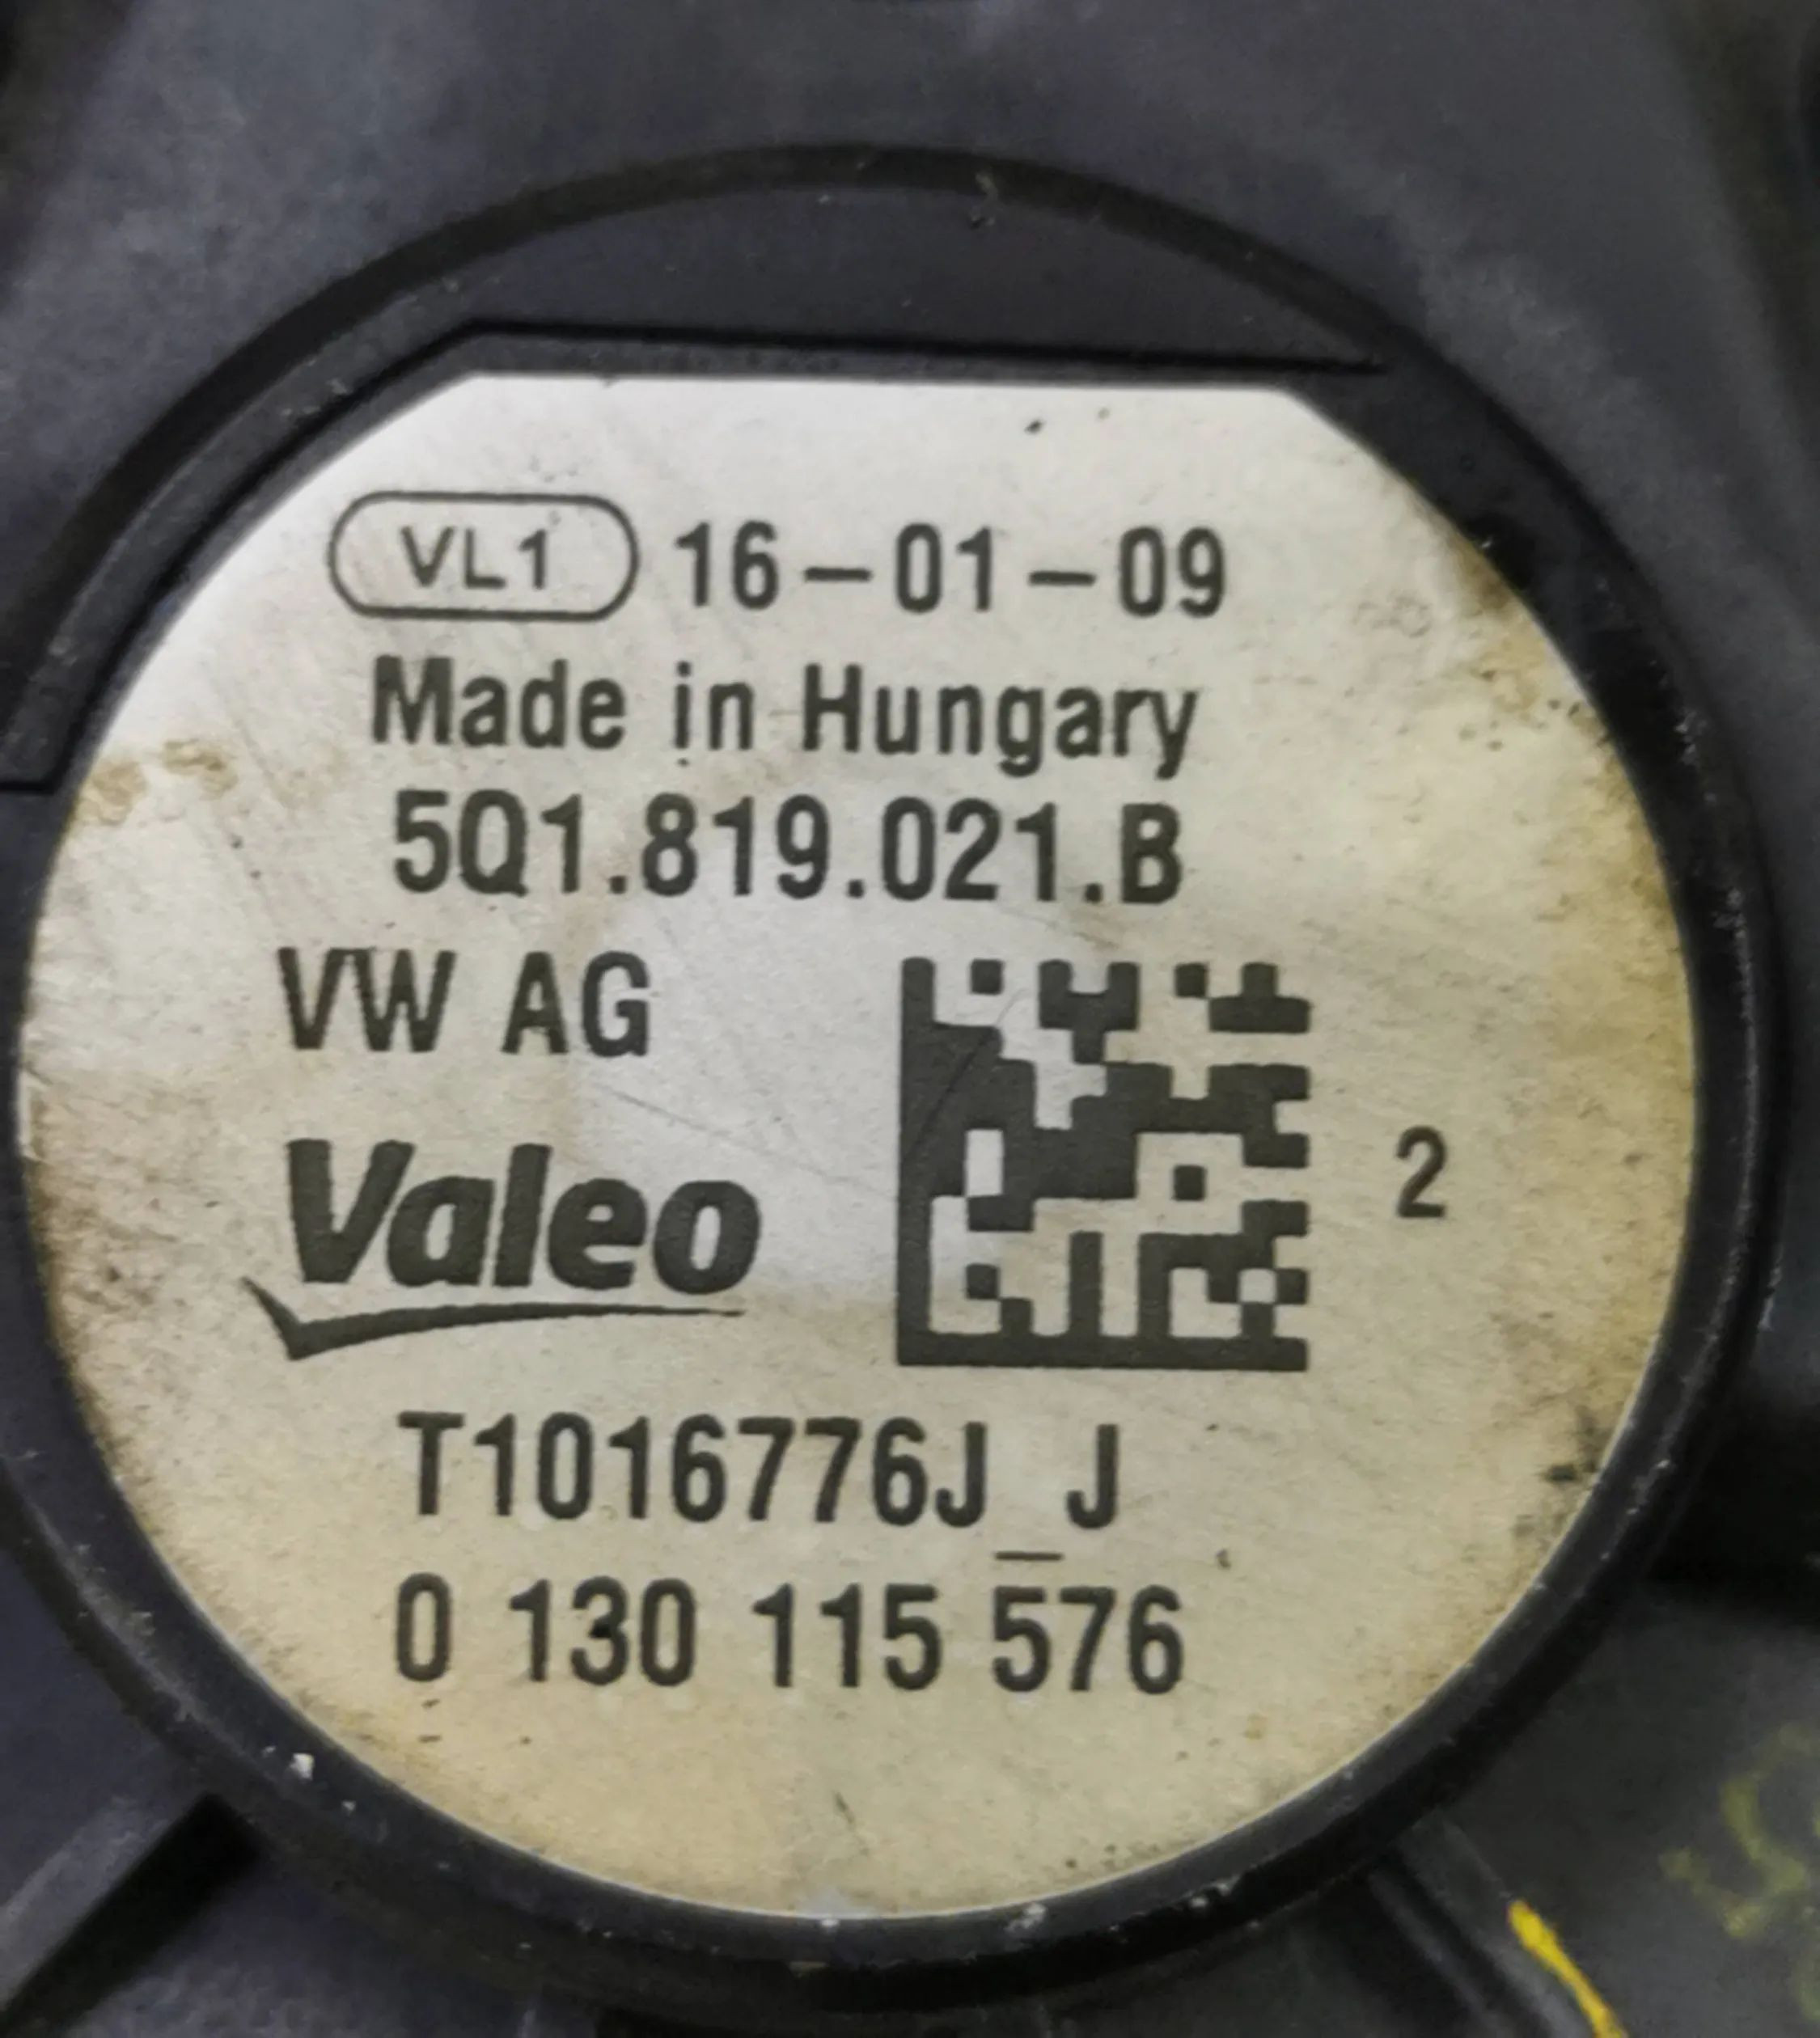 VL1 16-01-09
Made in Hungary
5Q1.819.021.B
VW AG
Valeo
2
T1016776J_J
0 130 115 576